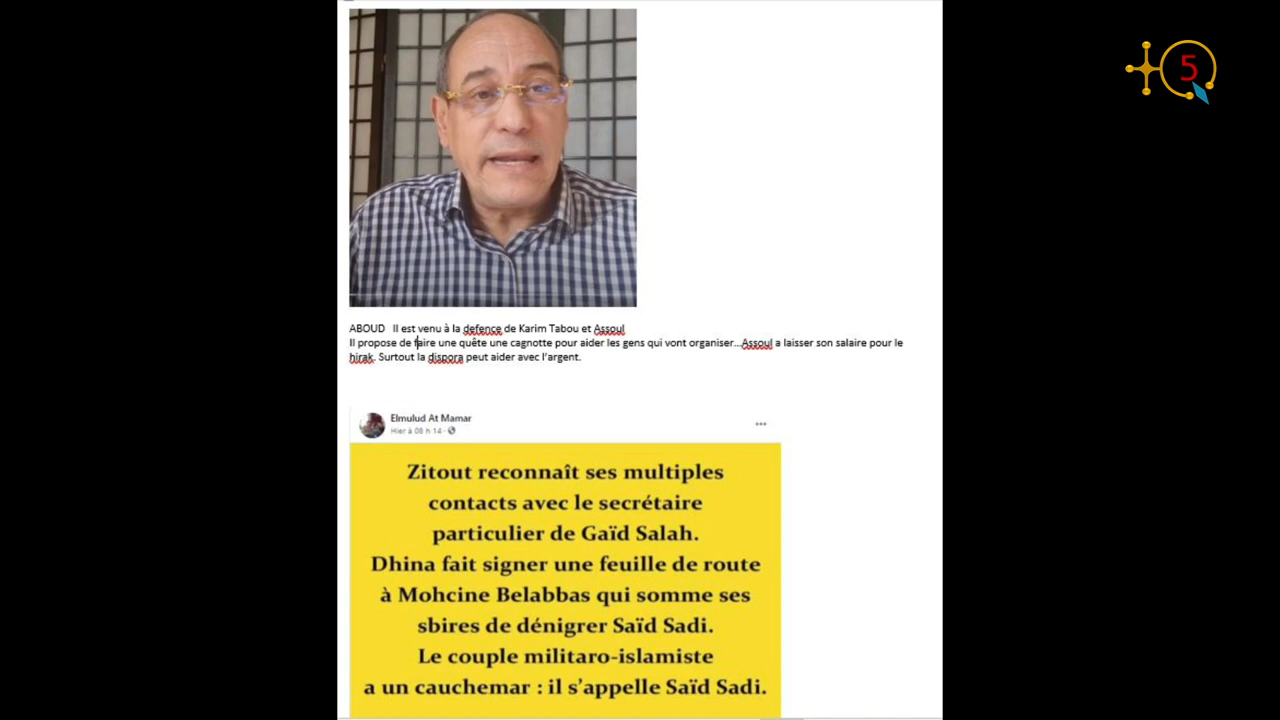 5
ABOUD Il est venu à la defence de Karim Tabou et Assoul
Il propose de faire une quête une cagnotte pour aider les gens qui vont organiser...Assoul a laisser son salaire pour le
hirak. Surtout la dispora peut aider avec l'argent.
Elmulud At Mamar
Hier à 08 h 14 ·
Zitout reconnaît ses multiples
contacts avec le secrétaire
particulier de Gaïd Salah.
Dhina fait signer une feuille de route
à Mohcine Belabbas qui somme ses
sbires de dénigrer Saïd Sadi.
Le couple militaro-islamiste
a un cauchemar : il s'appelle Saïd Sadi.